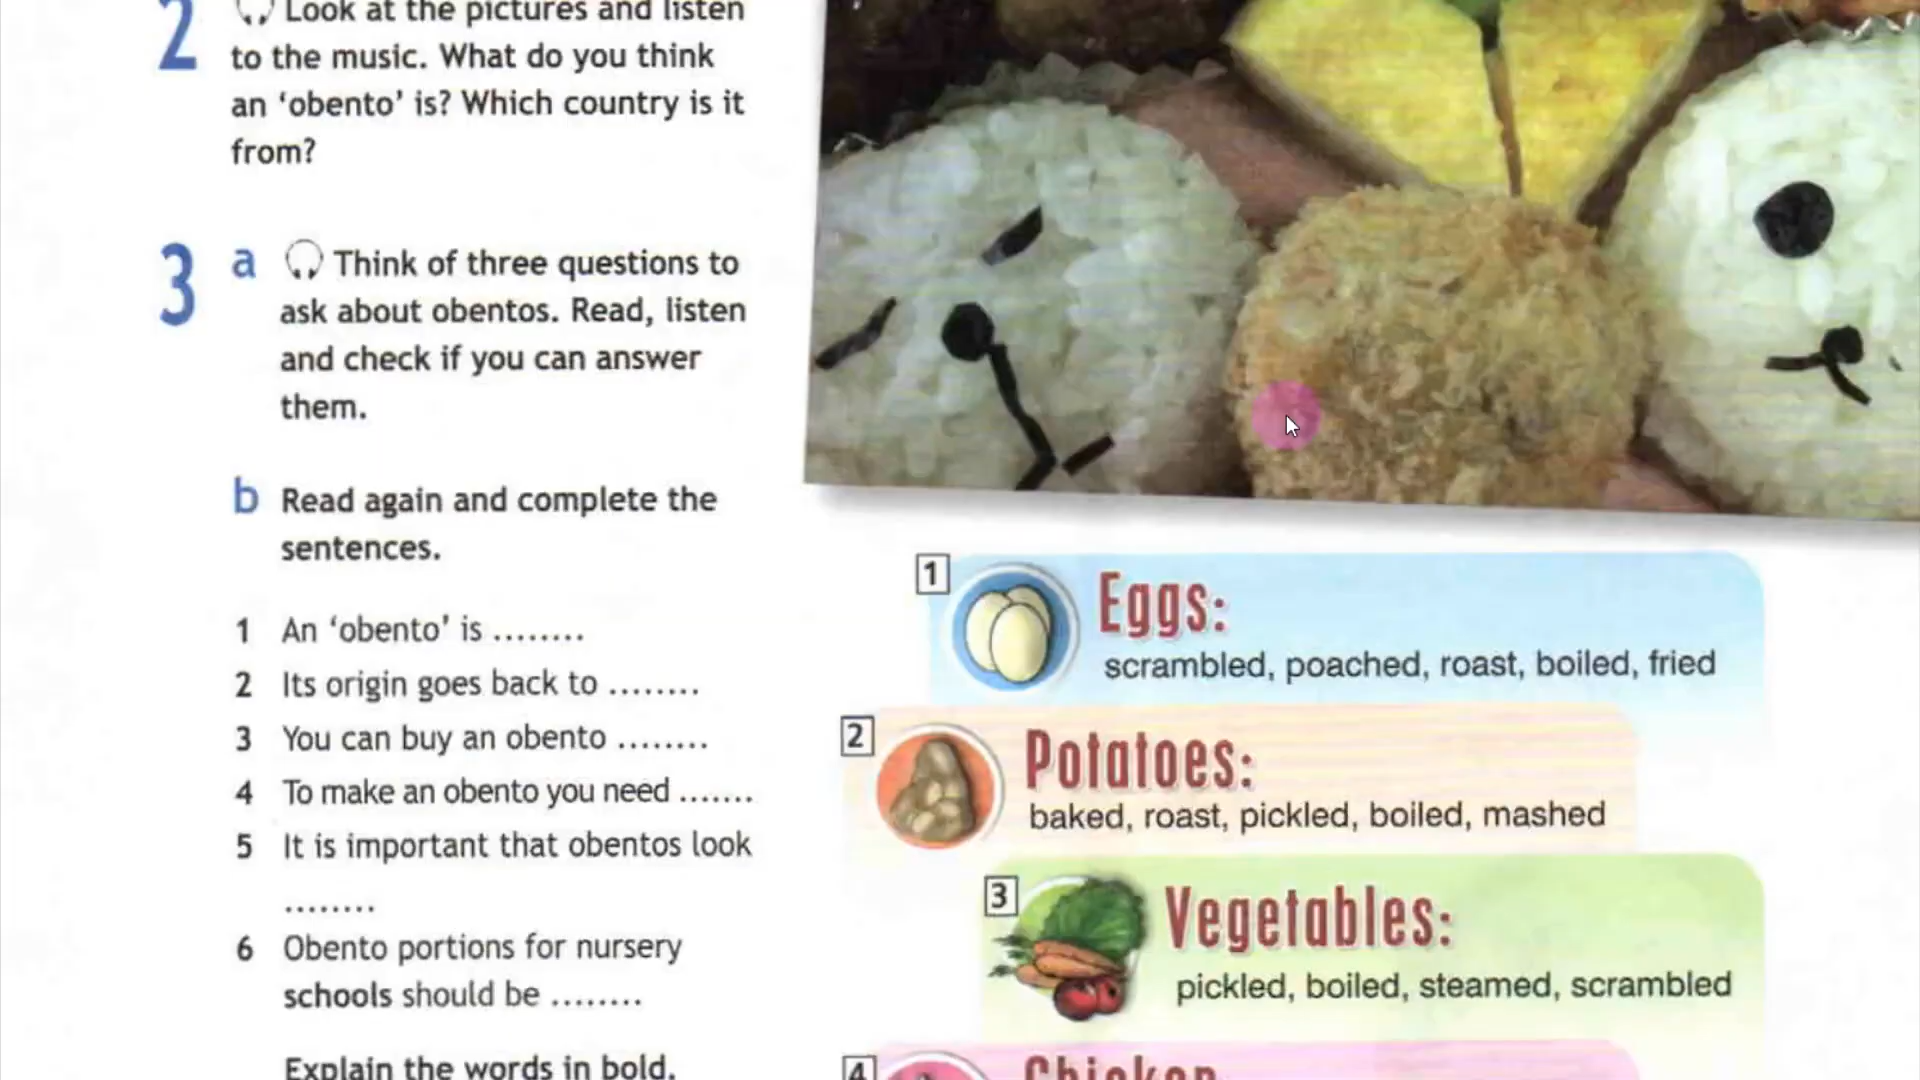 2 Look at the pictures and listen
to the music. What do you think
an ‘obento’ is? Which country is it
from?
3 a Think of three questions to
ask about obentos. Read, listen
and check if you can answer
them.
b Read again and complete the
sentences.
1 An ‘obento’ is ........
2 Its origin goes back to ........
3 You can buy an obento ........
4 To make an obento you need .......
5 It is important that obentos look
........
6 Obento portions for nursery
schools should be ........
Explain the words in bold.
1 Eggs:
scrambled, poached, roast, boiled, fried
2 Potatoes:
baked, roast, pickled, boiled, mashed
3 Vegetables:
pickled, boiled, steamed, scrambled
4 Chicken